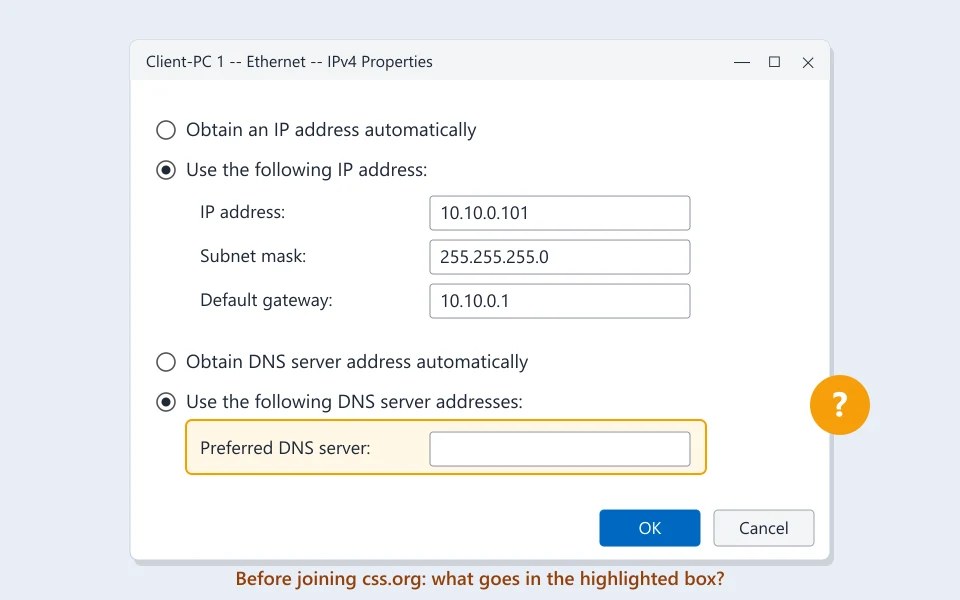 Client-PC 1 -- Ethernet -- IPv4 Properties
Obtain an IP address automatically
Use the following IP address:
IP address: 10.10.0.101
Subnet mask: 255.255.255.0
Default gateway: 10.10.0.1
Obtain DNS server address automatically
Use the following DNS server addresses:
?
Preferred DNS server:
OK Cancel
Before joining css.org: what goes in the highlighted box?